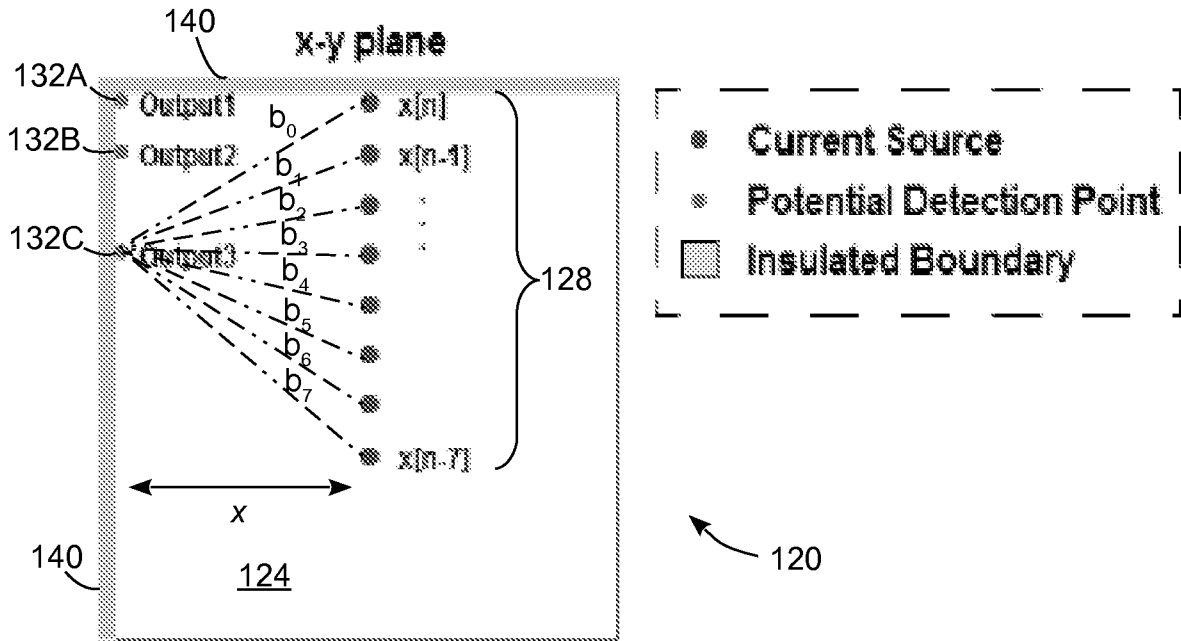 140
x-y plane
132A
Output1
x[n]
132B
Output2
x[n-1]
132C
Output3
b₀
b₁
b₂
b₃
b₄
b₅
b₆
b₇
128
x[n-7]
x
140
124
120
Current Source
Potential Detection Point
Insulated Boundary